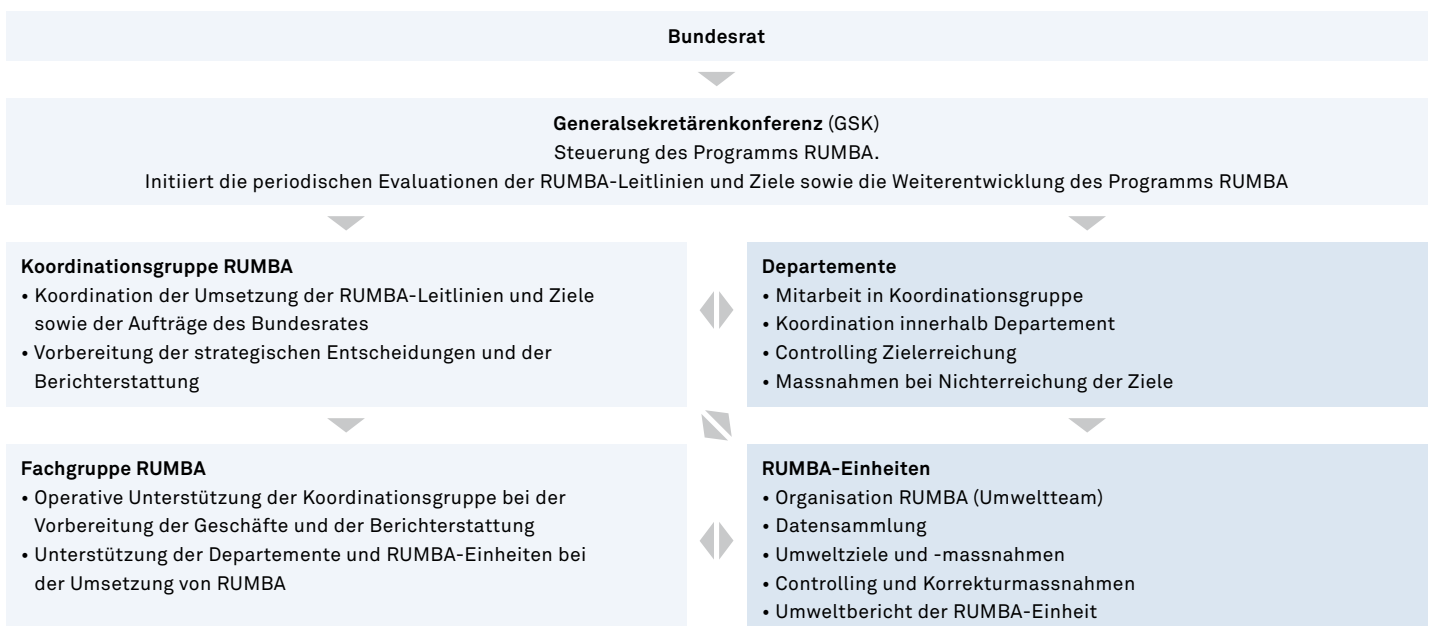 Bundesrat
Generalsekretärenkonferenz (GSK)
Steuerung des Programms RUMBA.
Initiiert die periodischen Evaluationen der RUMBA-Leitlinien und Ziele sowie die Weiterentwicklung des Programms RUMBA
Koordinationsgruppe RUMBA
• Koordination der Umsetzung der RUMBA-Leitlinien und Ziele
sowie der Aufträge des Bundesrates
• Vorbereitung der strategischen Entscheidungen und der
Berichterstattung
Departemente
• Mitarbeit in Koordinationsgruppe
• Koordination innerhalb Departement
• Controlling Zielerreichung
• Massnahmen bei Nichterreichung der Ziele
Fachgruppe RUMBA
• Operative Unterstützung der Koordinationsgruppe bei der
Vorbereitung der Geschäfte und der Berichterstattung
• Unterstützung der Departemente und RUMBA-Einheiten bei
der Umsetzung von RUMBA
RUMBA-Einheiten
• Organisation RUMBA (Umweltteam)
• Datensammlung
• Umweltziele und -massnahmen
• Controlling und Korrekturmassnahmen
• Umweltbericht der RUMBA-Einheit